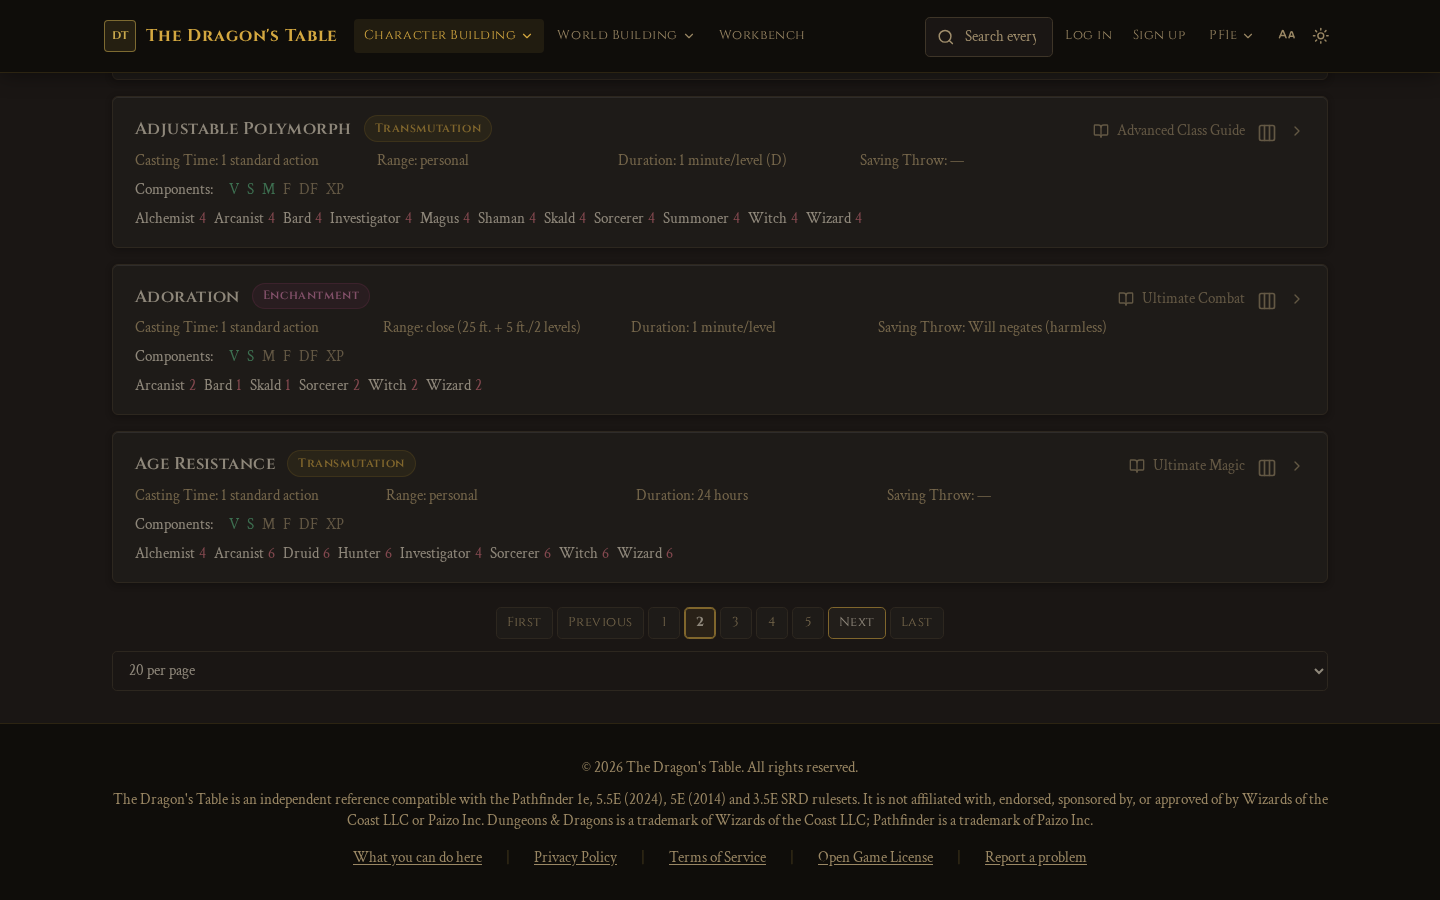 DT The Dragon's Table Character Building World Building Workbench Search every Log in Sign up PF1e Aa
Adjustable Polymorph Transmutation Advanced Class Guide
Casting Time: 1 standard action Range: personal Duration: 1 minute/level (D) Saving Throw: —
Components: V S M F DF XP
Alchemist 4 Arcanist 4 Bard 4 Investigator 4 Magus 4 Shaman 4 Skald 4 Sorcerer 4 Summoner 4 Witch 4 Wizard 4
Adoration Enchantment Ultimate Combat
Casting Time: 1 standard action Range: close (25 ft. + 5 ft./2 levels) Duration: 1 minute/level Saving Throw: Will negates (harmless)
Components: V S M F DF XP
Arcanist 2 Bard 1 Skald 1 Sorcerer 2 Witch 2 Wizard 2
Age Resistance Transmutation Ultimate Magic
Casting Time: 1 standard action Range: personal Duration: 24 hours Saving Throw: —
Components: V S M F DF XP
Alchemist 4 Arcanist 6 Druid 6 Hunter 6 Investigator 4 Sorcerer 6 Witch 6 Wizard 6
First Previous 1 2 3 4 5 Next Last
20 per page
© 2026 The Dragon's Table. All rights reserved.
The Dragon's Table is an independent reference compatible with the Pathfinder 1e, 5.5E (2024), 5E (2014) and 3.5E SRD rulesets. It is not affiliated with, endorsed, sponsored by, or approved of by Wizards of the
Coast LLC or Paizo Inc. Dungeons & Dragons is a trademark of Wizards of the Coast LLC; Pathfinder is a trademark of Paizo Inc.
What you can do here | Privacy Policy | Terms of Service | Open Game License | Report a problem